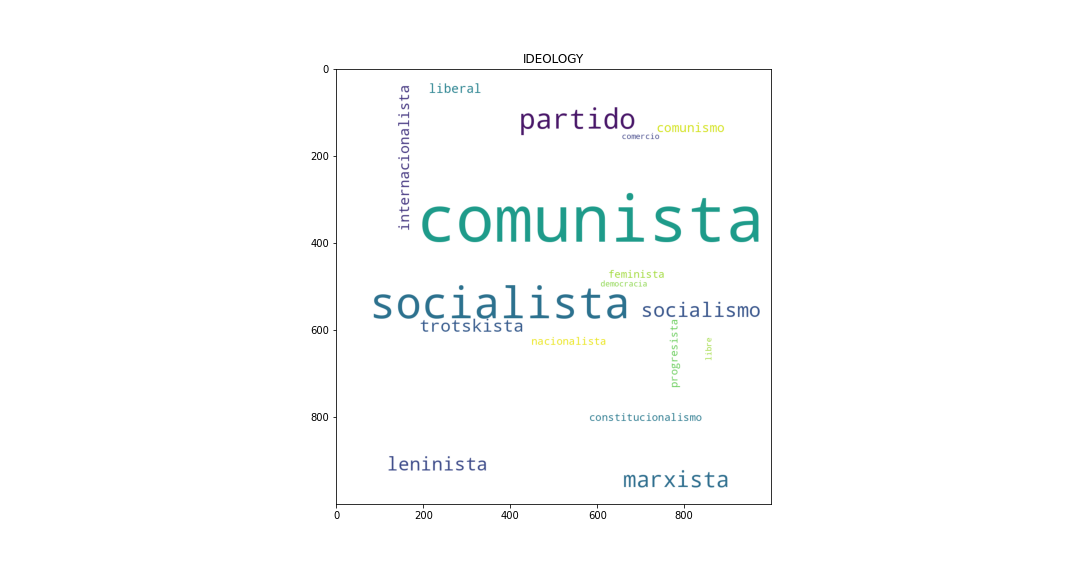 IDEOLOGY
0
200
400
600
800
0
200
400
600
800
liberal
internacionalista
partido
comunismo
comercio
comunista
feminista
democracia
socialista
socialismo
trotskista
nacionalista
progresista
libre
constitucionalismo
leninista
marxista